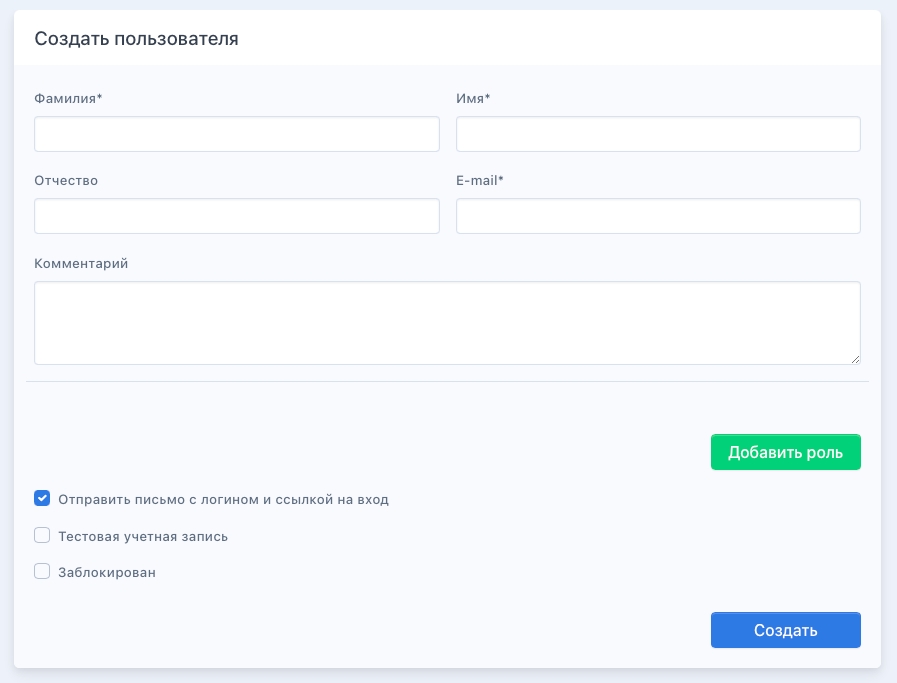 Создать пользователя
Фамилия*
Имя*
Отчество
E-mail*
Комментарий
Добавить роль
Отправить письмо с логином и ссылкой на вход
Тестовая учетная запись
Заблокирован
Создать